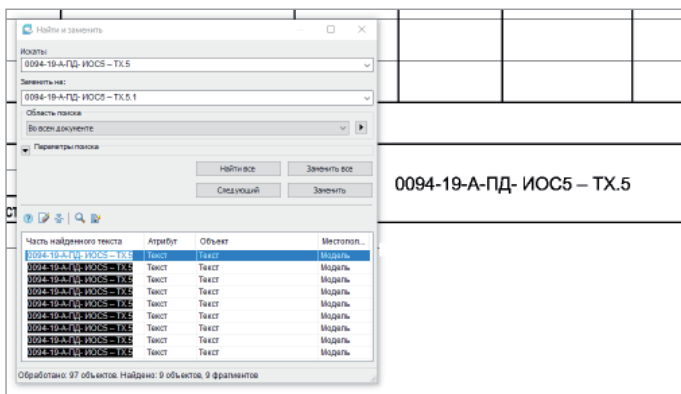 Найти и заменить
Искать:
0094-19-А-ПД- ИОС5 – ТХ.5
Заменить на:
0094-19-А-ПД- ИОС5 – ТХ.5.1
Область поиска
Во всем документе
Параметры поиска
Найти все
Заменить все
Следующий
Заменить
0094-19-А-ПД- ИОС5 – ТХ.5
Часть найденного текста Атрибут Объект Местопол...
0094-19-А-ПД- ИОС5 – ТХ.5 Текст Текст Модель
0094-19-А-ПД- ИОС5 – ТХ.5 Текст Текст Модель
0094-19-А-ПД- ИОС5 – ТХ.5 Текст Текст Модель
0094-19-А-ПД- ИОС5 – ТХ.5 Текст Текст Модель
0094-19-А-ПД- ИОС5 – ТХ.5 Текст Текст Модель
0094-19-А-ПД- ИОС5 – ТХ.5 Текст Текст Модель
0094-19-А-ПД- ИОС5 – ТХ.5 Текст Текст Модель
0094-19-А-ПД- ИОС5 – ТХ.5 Текст Текст Модель
0094-19-А-ПД- ИОС5 – ТХ.5 Текст Текст Модель
Обработано: 97 объектов. Найдено: 9 объектов, 9 фрагментов